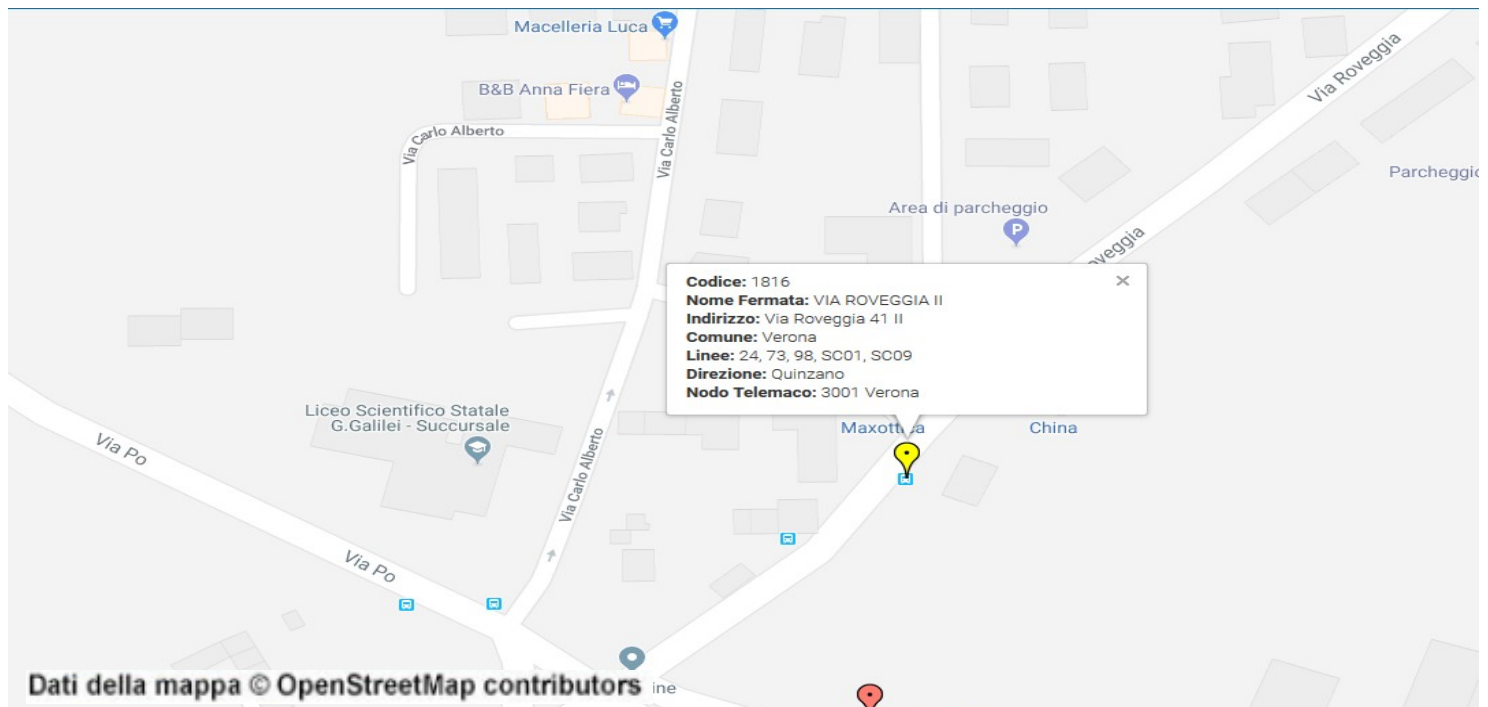 Macelleria Luca
B&B Anna Fiera
Via Carlo Alberto
Via Carlo Alberto
Via Roveggia
Parcheggio
Area di parcheggio
P
Codice: 1816
Nome Fermata: VIA ROVEGGIA II
Indirizzo: Via Roveggia 41 II
Comune: Verona
Linee: 24, 73, 98, SC01, SC09
Direzione: Quinzano
Nodo Telemaco: 3001 Verona
Liceo Scientifico Statale
G.Galilei - Succursale
Maxottica
China
Via Po
Via Carlo Alberto
Via Po
Dati della mappa © OpenStreetMap contributors